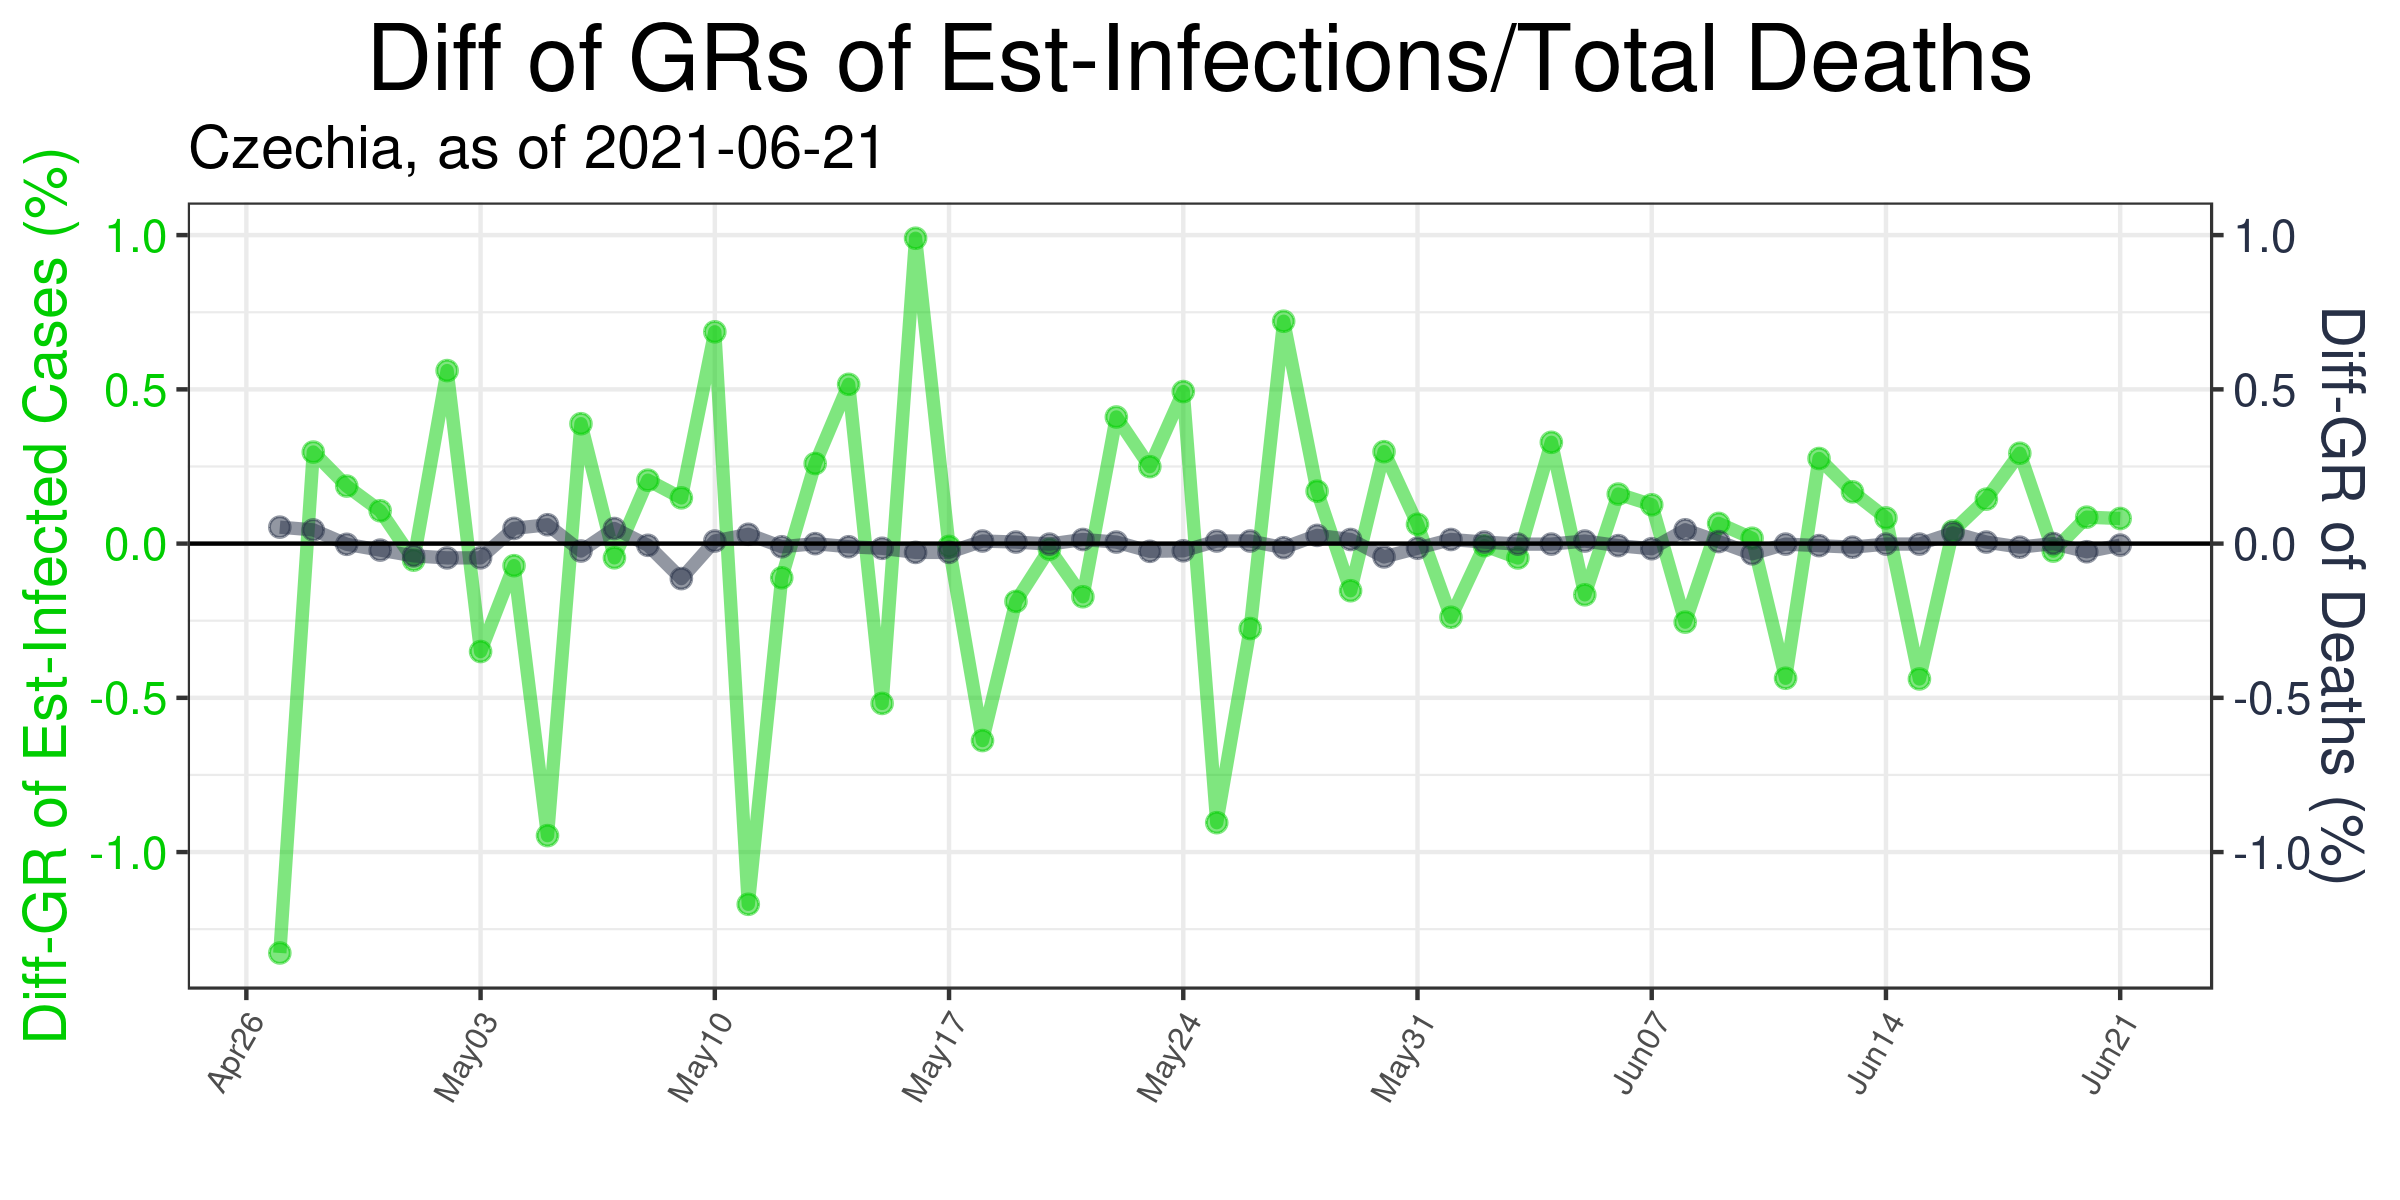 Diff of GRs of Est-Infections/Total Deaths
Czechia, as of 2021-06-21
Diff-GR of Est-Infected Cases (%)
1.0
0.5
0.0
-0.5
-1.0
1.0
0.5
0.0
-0.5
-1.0
Diff-GR of Deaths (%)
Apr26
May03
May10
May17
May24
May31
Jun07
Jun14
Jun21